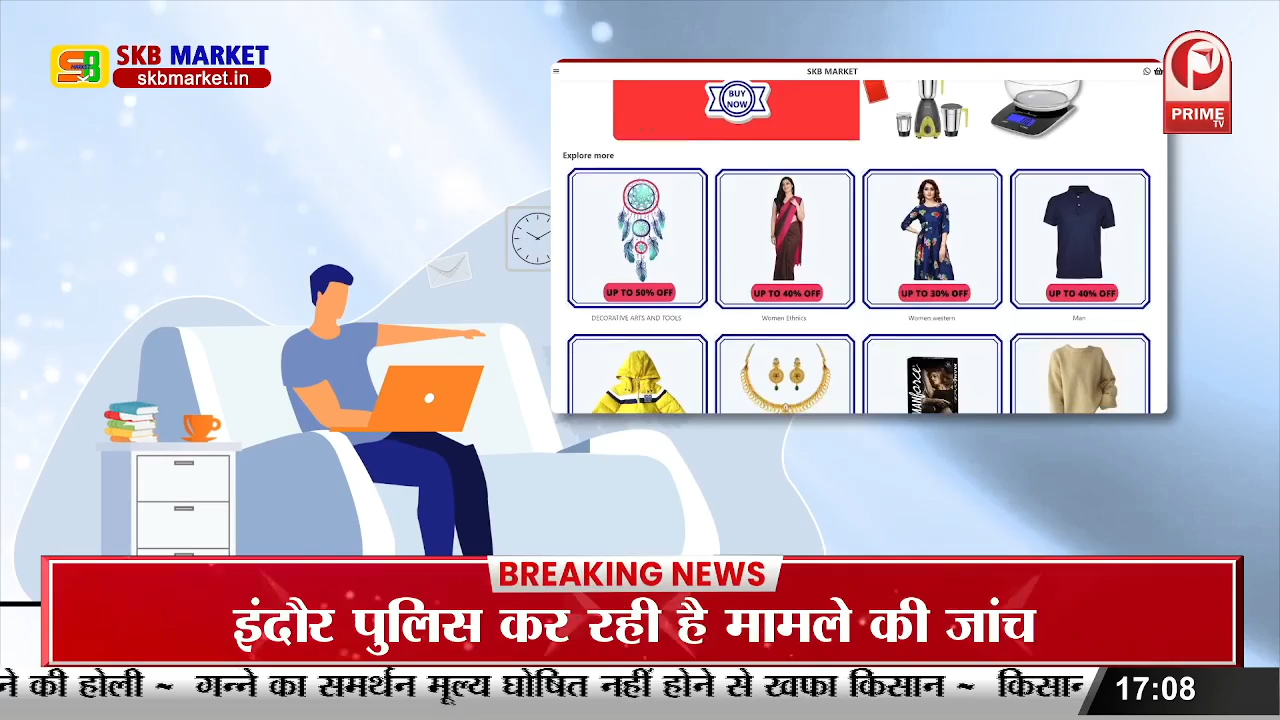 SKB MARKET
skbmarket.in
SKB MARKET
PRIME
TV
BUY
NOW
Explore more
UP TO 50% OFF
UP TO 40% OFF
UP TO 30% OFF
UP TO 40% OFF
DECORATIVE ARTS AND TOOLS
Women Ethnics
Women western
Man
BREAKING NEWS
इंदौर पुलिस कर रही है मामले की जांच
ने की होली ~ गन्ने का समर्थन मूल्य घोषित नहीं होने से खफा किसान ~ किसान
17:08